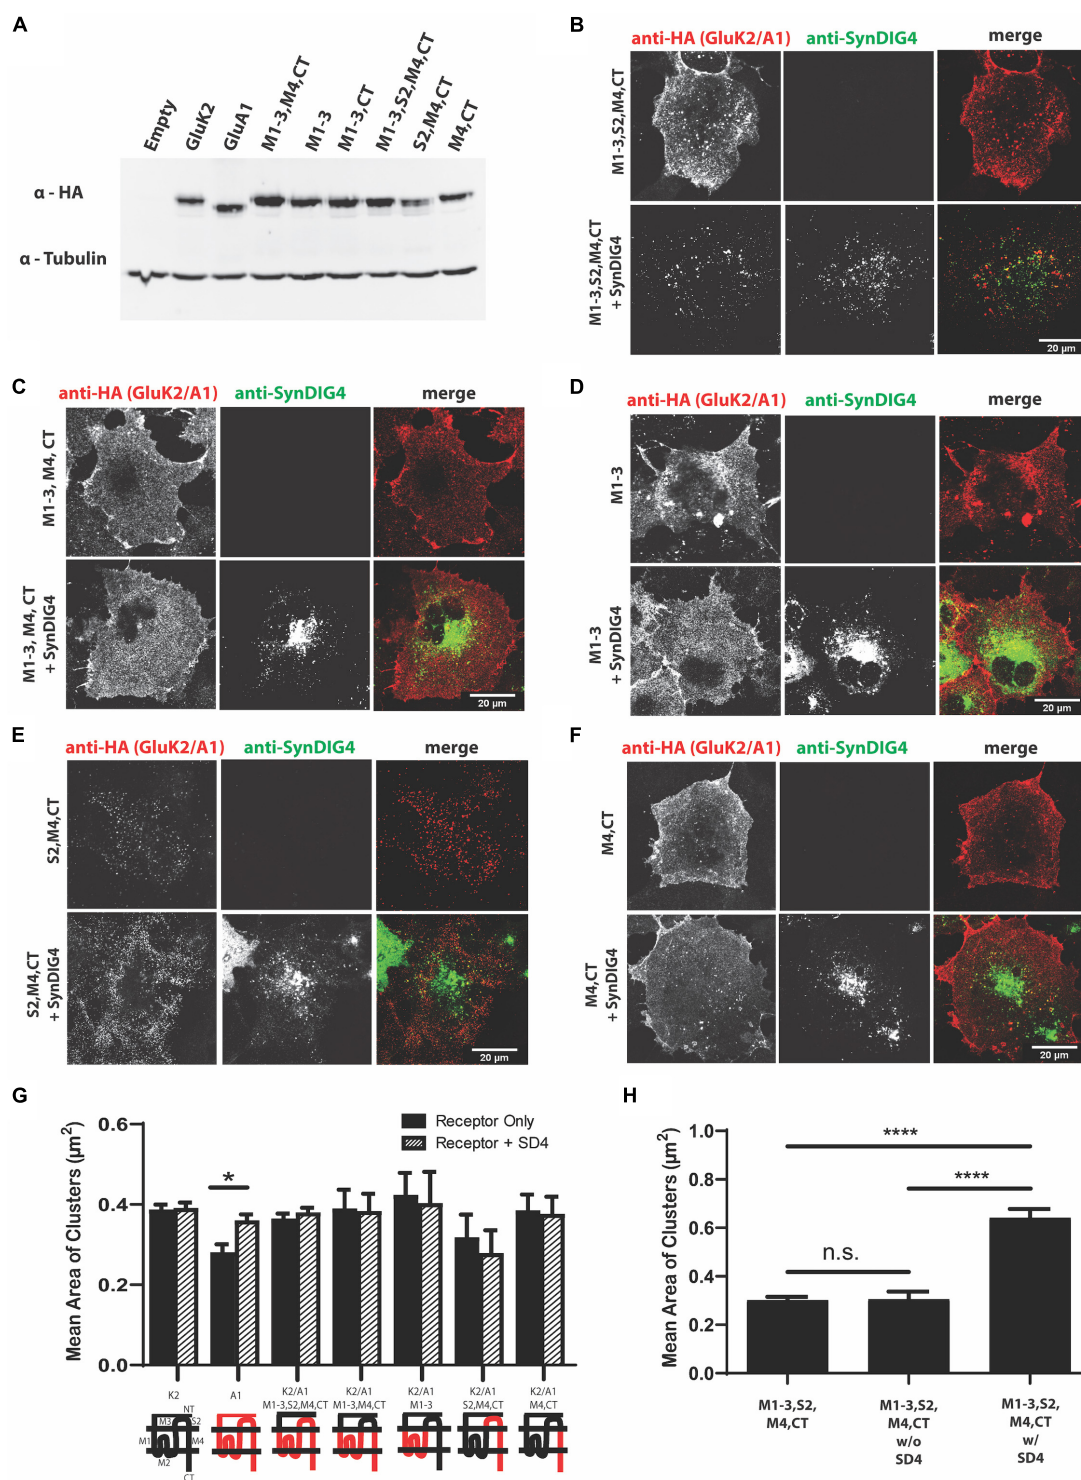 A
Empty
GluK2
GluA1
M1-3,M4,CT
M1-3
M1-3,CT
M1-3,S2,M4,CT
S2,M4,CT
M4,CT
α - HA
α - Tubulin
B
anti-HA (GluK2/A1) anti-SynDIG4 merge
M1-3,S2,M4,CT
M1-3,S2,M4,CT
+ SynDIG4
20 µm
C
anti-HA (GluK2/A1) anti-SynDIG4 merge
M1-3, M4, CT
M1-3, M4, CT
+ SynDIG4
20 µm
D
anti-HA (GluK2/A1) anti-SynDIG4 merge
M1-3
M1-3
+ SynDIG4
20 µm
E
anti-HA (GluK2/A1) anti-SynDIG4 merge
S2,M4,CT
S2,M4,CT
+ SynDIG4
20 µm
F
anti-HA (GluK2/A1) anti-SynDIG4 merge
M4,CT
M4,CT
+ SynDIG4
20 µm
G
Mean Area of Clusters (µm²)
0.6
0.4
0.2
0.0
Receptor Only
Receptor + SD4
*
K2
A1
K2/A1
M1-3,S2,M4,CT
K2/A1
M1-3,M4,CT
K2/A1
M1-3
K2/A1
S2,M4,CT
K2/A1
M4,CT
NT
M3
S2
M1
M4
M2
CT
H
Mean Area of Clusters (µm²)
1.0
0.8
0.6
0.4
0.2
0.0
****
****
n.s.
M1-3,S2,
M4,CT
M1-3,S2,
M4,CT
w/o
SD4
M1-3,S2,
M4,CT
w/
SD4